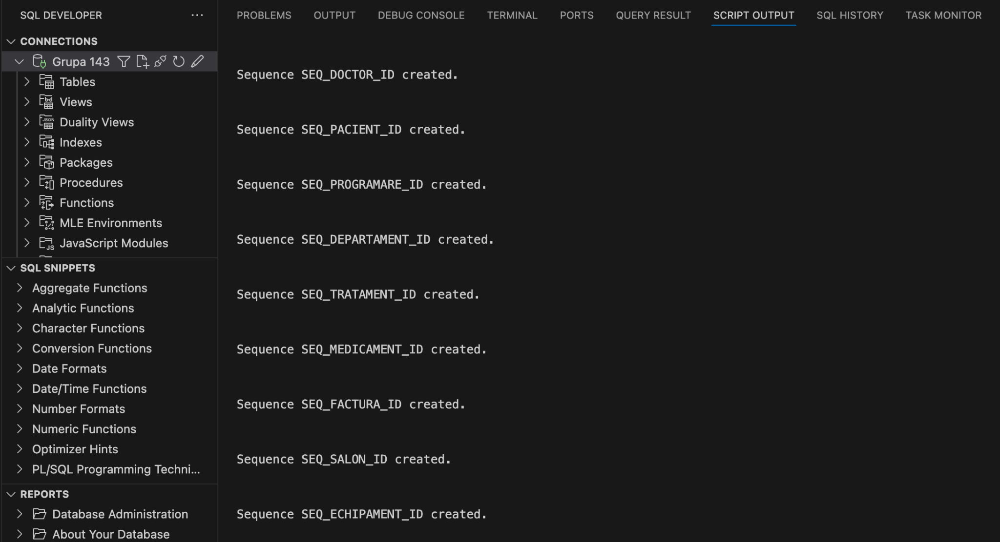 SQL DEVELOPER
CONNECTIONS
Grupa 143
Tables
Views
JSON
Duality Views
Indexes
Packages
Procedures
Functions
MLE Environments
JS
JavaScript Modules
SQL SNIPPETS
Aggregate Functions
Analytic Functions
Character Functions
Conversion Functions
Date Formats
Date/Time Functions
Number Formats
Numeric Functions
Optimizer Hints
PL/SQL Programming Techni...
REPORTS
Database Administration
About Your Database
PROBLEMS OUTPUT DEBUG CONSOLE TERMINAL PORTS QUERY RESULT SCRIPT OUTPUT SQL HISTORY TASK MONITOR
Sequence SEQ_DOCTOR_ID created.
Sequence SEQ_PACIENT_ID created.
Sequence SEQ_PROGRAMARE_ID created.
Sequence SEQ_DEPARTAMENT_ID created.
Sequence SEQ_TRATAMENT_ID created.
Sequence SEQ_MEDICAMENT_ID created.
Sequence SEQ_FACTURA_ID created.
Sequence SEQ_SALON_ID created.
Sequence SEQ_ECHIPAMENT_ID created.